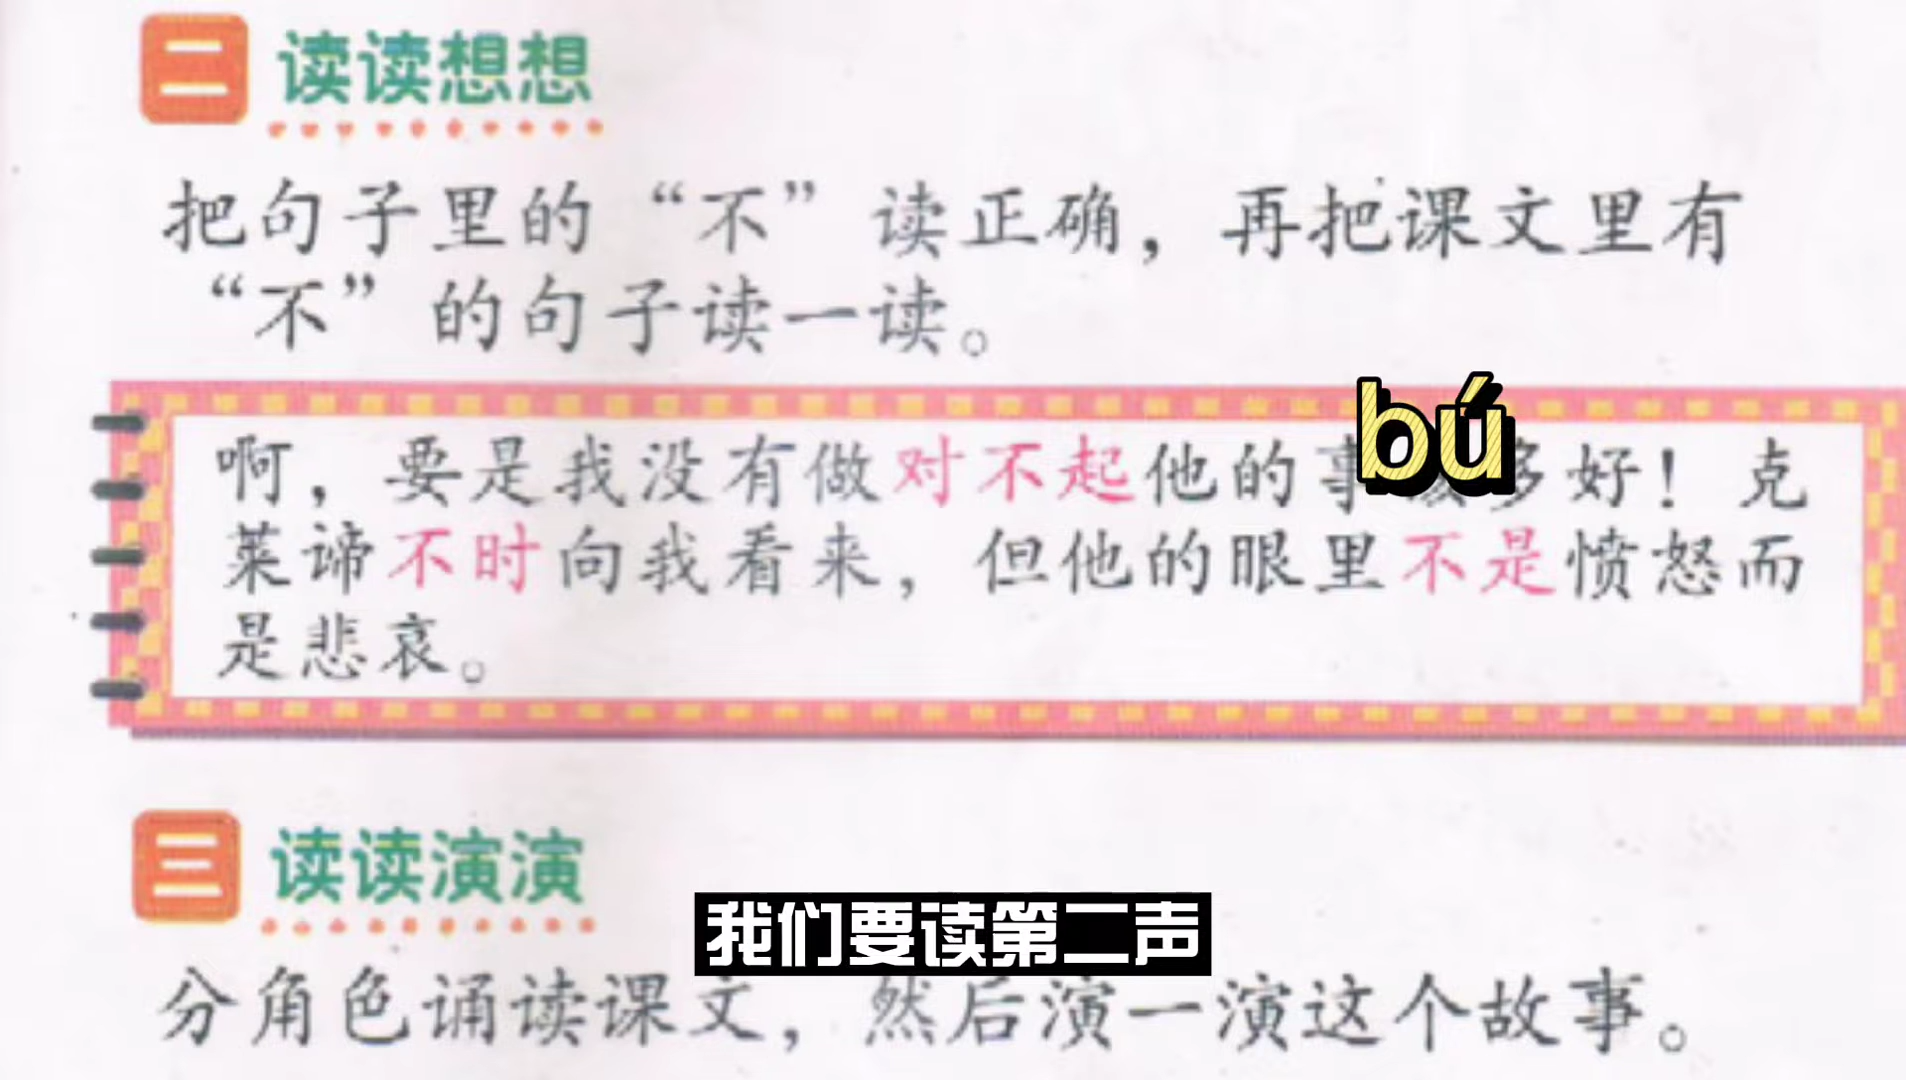 二 读读想想
把句子里的“不”读正确，再把课文里有
“不”的句子读一读。
bú
啊，要是我没有做对不起他的事该多好！克
莱谛不时向我看来，但他的眼里不是愤怒而
是悲哀。
三 读读演演
我们要读第二声
分角色诵读课文，然后演一演这个故事。